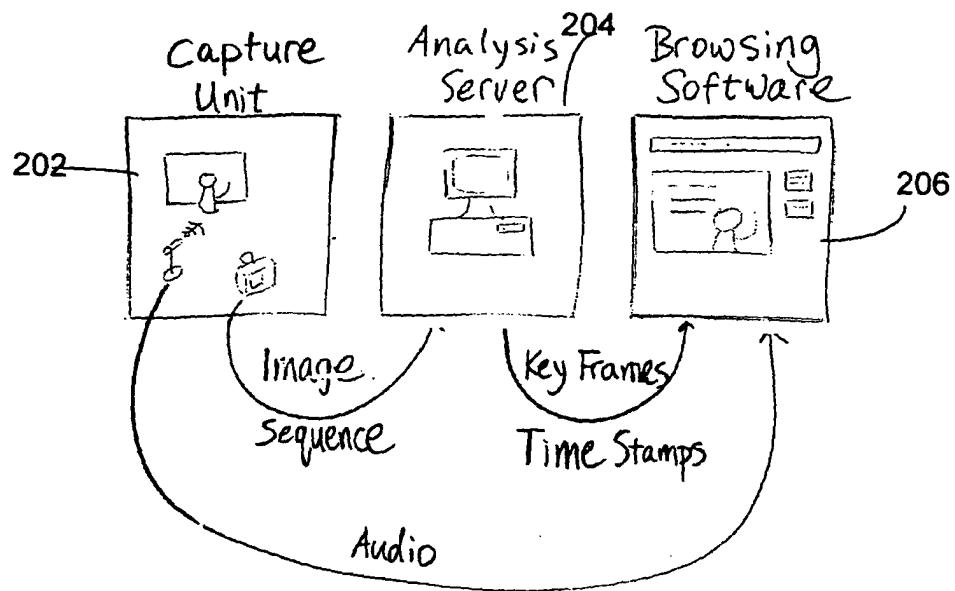 Capture
Unit
Analysis
Server
204
Browsing
Software
202
206
Image
Sequence
Key Frames
Time Stamps
Audio